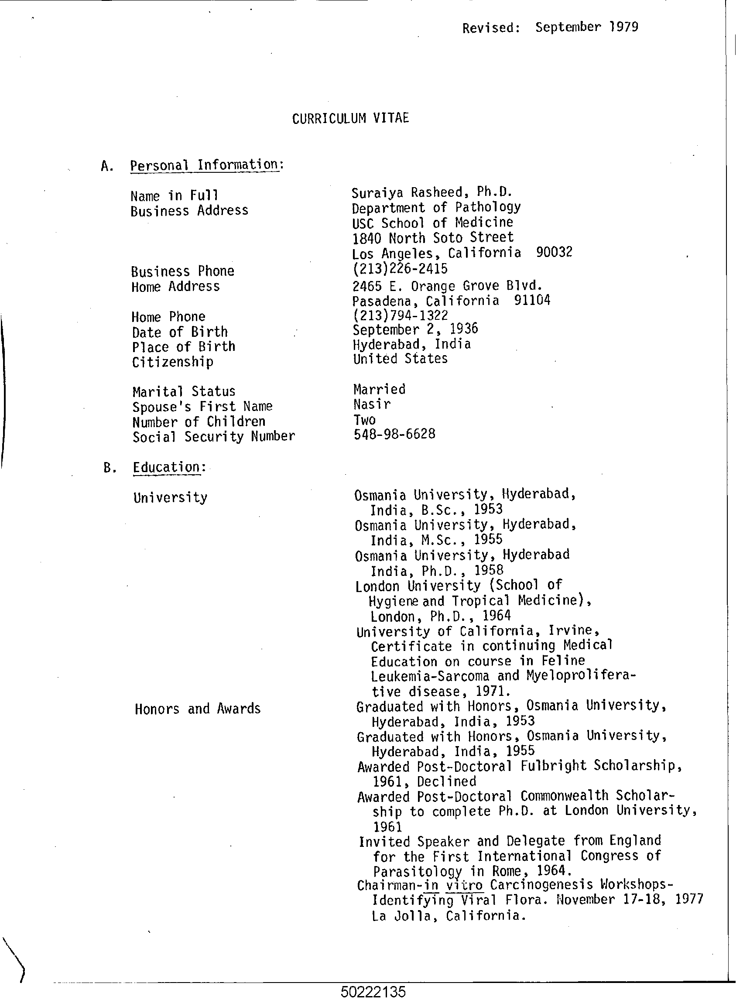 Revised: September 1979
CURRICULUM VITAE
A. Personal Information:
Name in Full Suraiya Rasheed, Ph.D.
Business Address Department of Pathology
USC School of Medicine
1840 North Soto Street
Los Angeles, California 90032
Business Phone (213)226-2415
Home Address 2465 E. Orange Grove Blvd.
Pasadena, California 91104
Home Phone (213)794-1322
Date of Birth September 2, 1936
Place of Birth Hyderabad, India
Citizenship United States
Marital Status Married
Spouse's First Name Nasir
Number of Children Two
Social Security Number 548-98-6628
B. Education:
University Osmania University, Hyderabad,
India, B.Sc., 1953
Osmania University, Hyderabad,
India, M.Sc., 1955
Osmania University, Hyderabad
India, Ph.D., 1958
London University (School of
Hygiene and Tropical Medicine),
London, Ph.D., 1964
University of California, Irvine,
Certificate in continuing Medical
Education on course in Feline
Leukemia-Sarcoma and Myeloprolifera-
tive disease, 1971.
Honors and Awards Graduated with Honors, Osmania University,
Hyderabad, India, 1953
Graduated with Honors, Osmania University,
Hyderabad, India, 1955
Awarded Post-Doctoral Fulbright Scholarship,
1961, Declined
Awarded Post-Doctoral Commonwealth Scholar-
ship to complete Ph.D. at London University,
1961
Invited Speaker and Delegate from England
for the First International Congress of
Parasitology in Rome, 1964.
Chairman-in vitro Carcinogenesis Workshops-
Identifying Viral Flora. November 17-18, 1977
La Jolla, California.
50222135